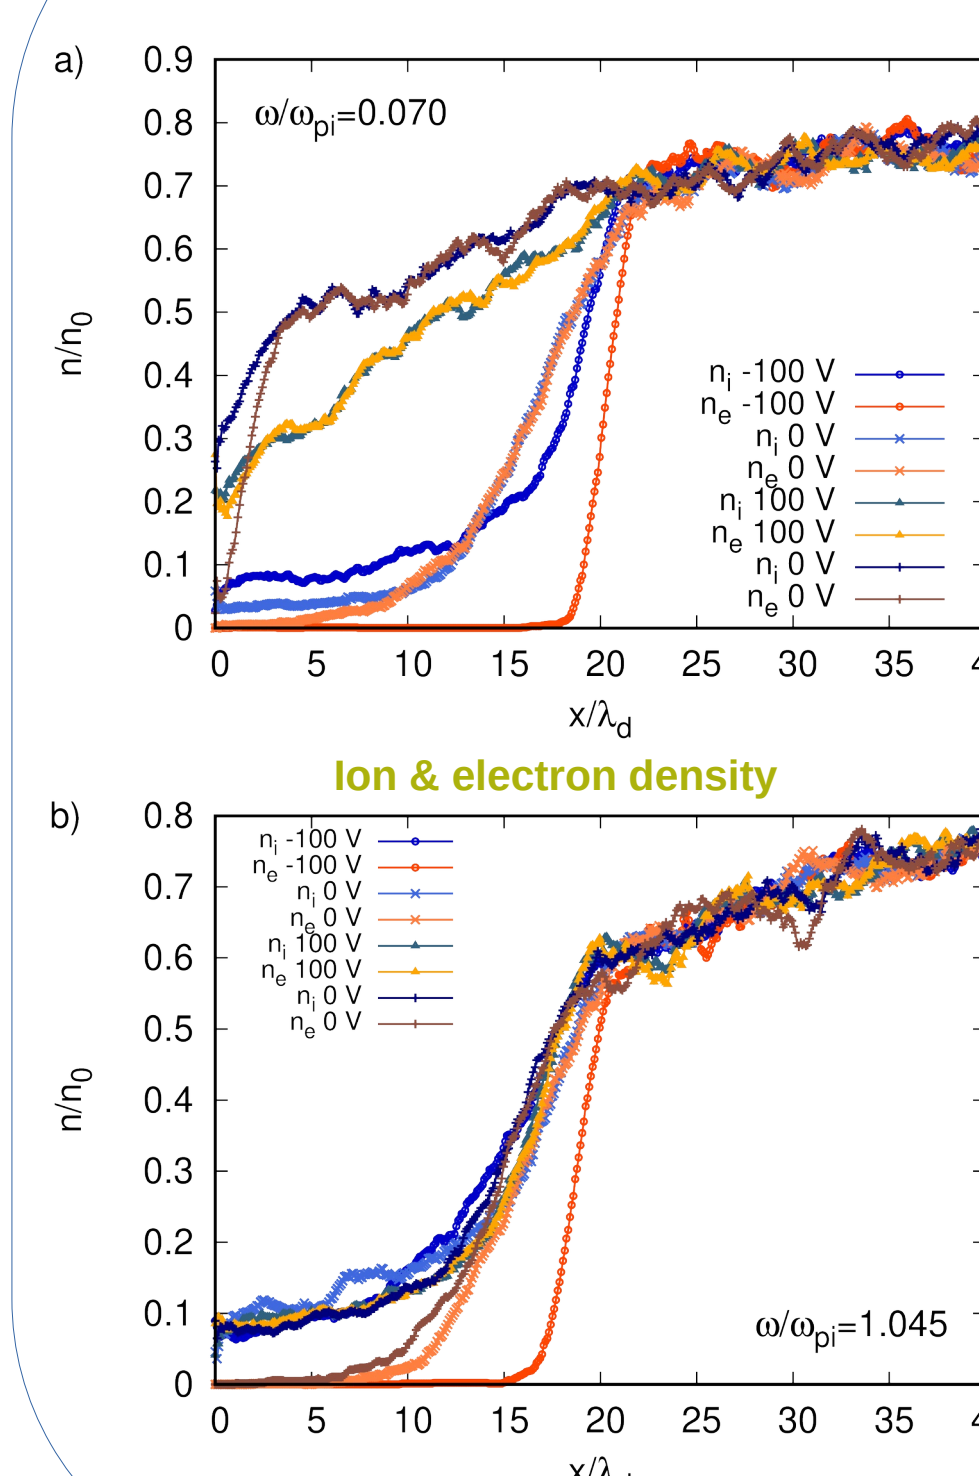 a)
0.9
0.8
0.7
0.6
0.5
0.4
0.3
0.2
0.1
0
n/n0
ω/ωpi=0.070
ni -100 V
ne -100 V
ni 0 V
ne 0 V
ni 100 V
ne 100 V
ni 0 V
ne 0 V
0 5 10 15 20 25 30 35
x/λd
Ion & electron density
b)
0.8
0.7
0.6
0.5
0.4
0.3
0.2
0.1
0
n/n0
ni -100 V
ne -100 V
ni 0 V
ne 0 V
ni 100 V
ne 100 V
ni 0 V
ne 0 V
ω/ωpi=1.045
0 5 10 15 20 25 30 35
x/λ